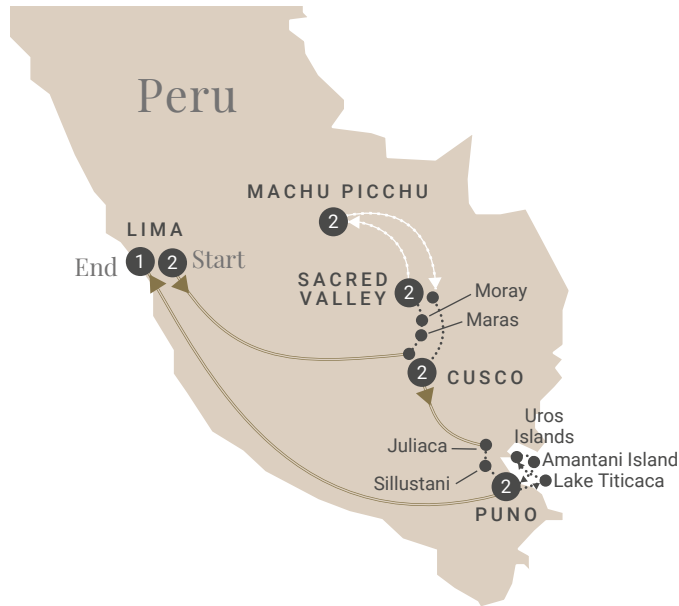 Peru
MACHU PICCHU
2
LIMA
End
1
2
Start
SACRED
VALLEY
2
Moray
Maras
2
CUSCO
Uros
Islands
Juliaca
Amantani Island
Sillustani
Lake Titicaca
2
PUNO